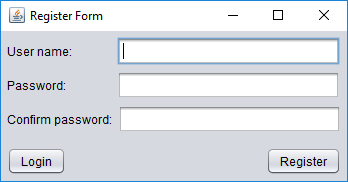 Register Form
User name:
Password:
Confirm password:
Login Register